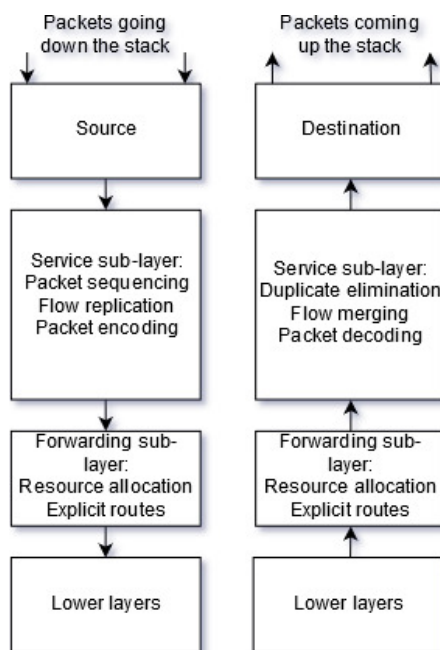 Packets going
down the stack
Source
Service sub-layer:
Packet sequencing
Flow replication
Packet encoding
Forwarding sub-
layer:
Resource allocation
Explicit routes
Lower layers
Packets coming
up the stack
Destination
Service sub-layer:
Duplicate elimination
Flow merging
Packet decoding
Forwarding sub-
layer:
Resource allocation
Explicit routes
Lower layers